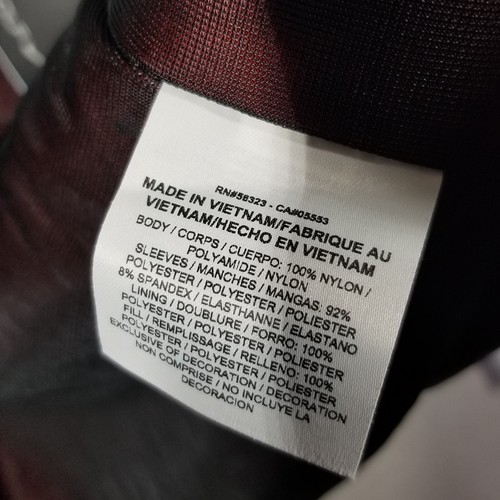 RN#56323 - CA#05553
MADE IN VIETNAM/FABRIQUE AU
VIETNAM/HECHO EN VIETNAM
BODY / CORPS / CUERPO: 100% NYLON /
POLYAMIDE / NYLON
SLEEVES / MANCHES / MANGAS: 92%
POLYESTER / POLYESTER / POLIESTER
8% SPANDEX / ELASTHANNE / ELASTANO
LINING / DOUBLURE / FORRO: 100%
POLYESTER / POLYESTER / POLIESTER
FILL / REMPLISSAGE / RELLENO: 100%
POLYESTER / POLYESTER / POLIESTER
EXCLUSIVE OF DECORATION / DECORATION
NON COMPRISE / NO INCLUYE LA
DECORACION